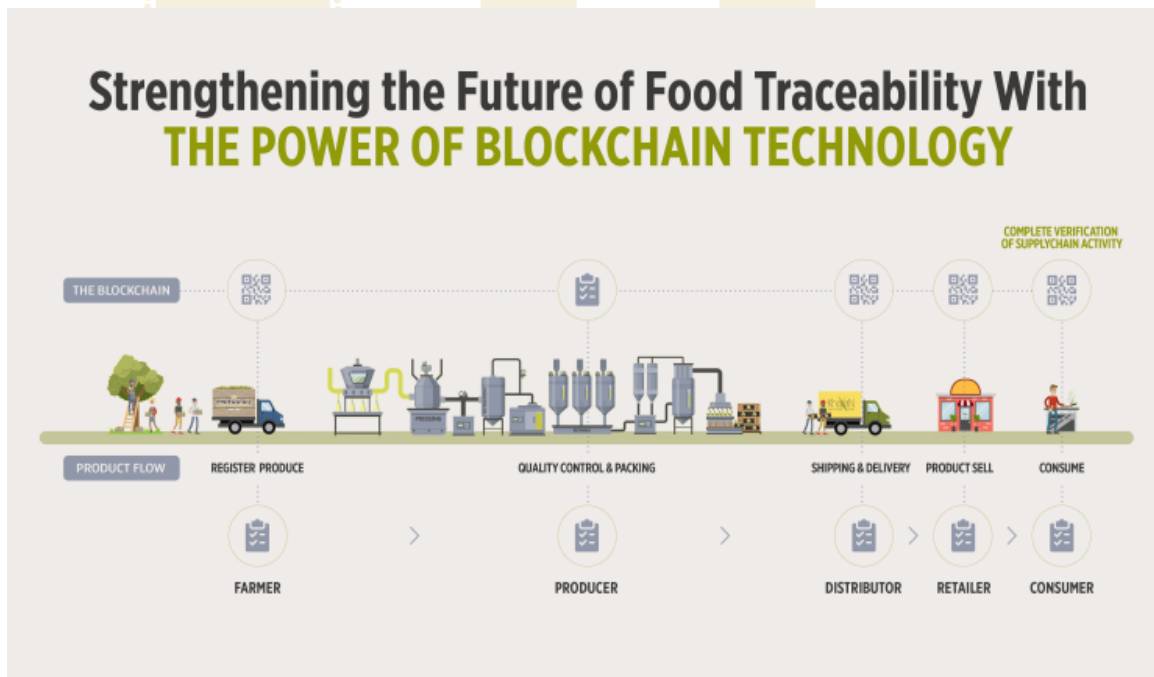 Strengthening the Future of Food Traceability With
THE POWER OF BLOCKCHAIN TECHNOLOGY
COMPLETE VERIFICATION
OF SUPPLYCHAIN ACTIVITY
THE BLOCKCHAIN
PRODUCT FLOW
REGISTER PRODUCE
QUALITY CONTROL & PACKING
SHIPPING & DELIVERY
PRODUCT SELL
CONSUME
FARMER
PRODUCER
DISTRIBUTOR
RETAILER
CONSUMER